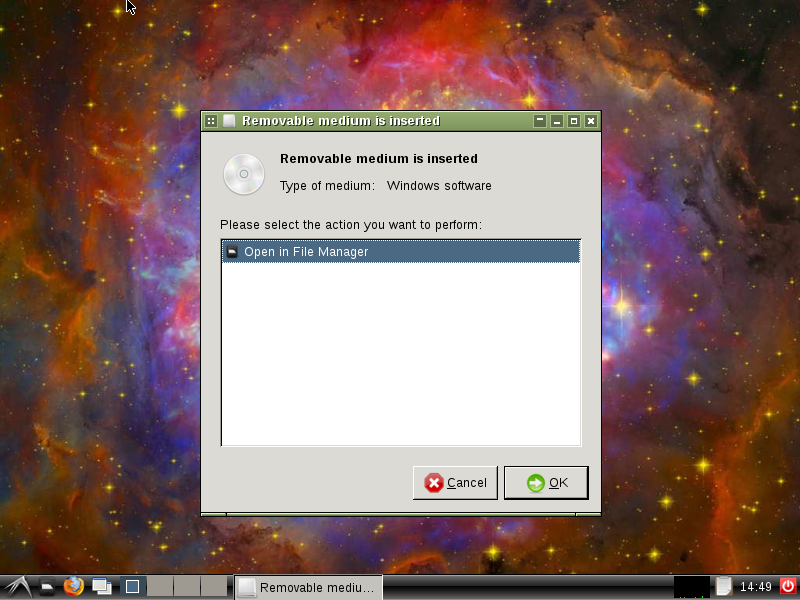 Removable medium is inserted
Removable medium is inserted
Type of medium: Windows software
Please select the action you want to perform:
Open in File Manager
Cancel
OK
Removable mediu...
14:49